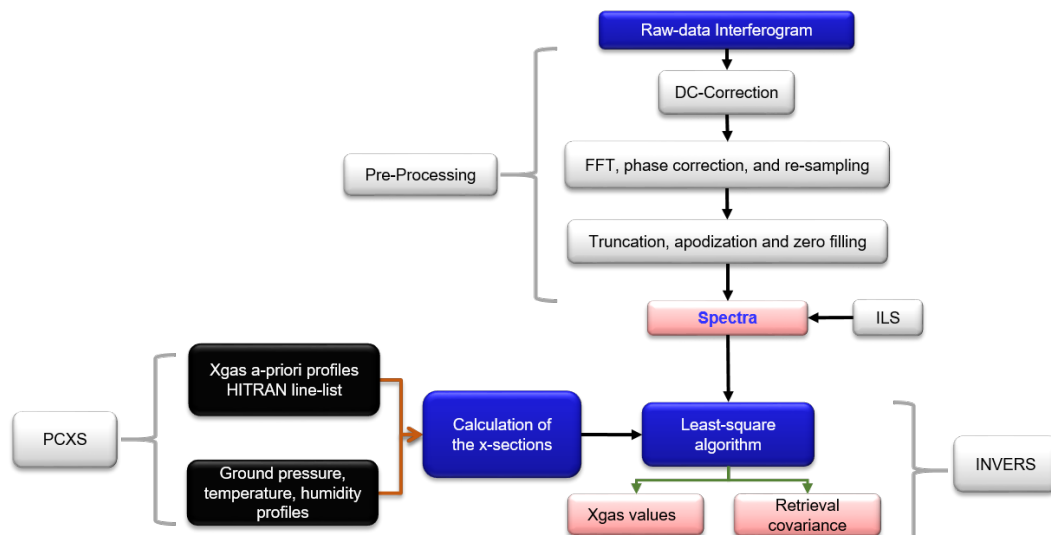 Raw-data Interferogram
DC-Correction
Pre-Processing
FFT, phase correction, and re-sampling
Truncation, apodization and zero filling
Spectra
ILS
Xgas a-priori profiles
HITRAN line-list
PCXS
Calculation of
the x-sections
Least-square
algorithm
INVERS
Ground pressure,
temperature, humidity
profiles
Xgas values
Retrieval
covariance